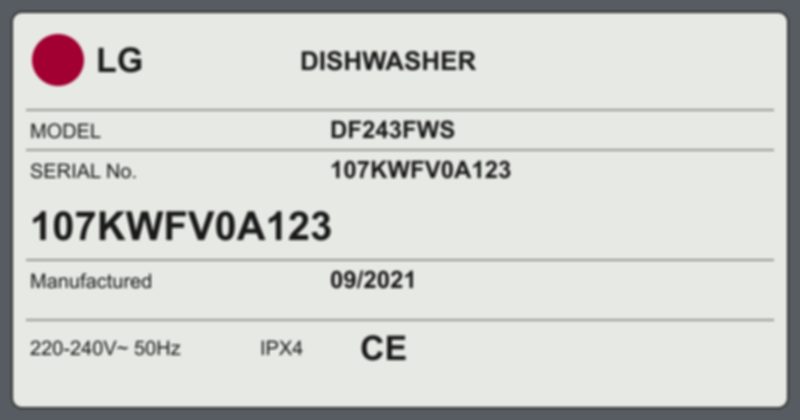 LG DISHWASHER
MODEL DF243FWS
SERIAL No. 107KWFV0A123
107KWFV0A123
Manufactured 09/2021
220-240V~ 50Hz IPX4 CE